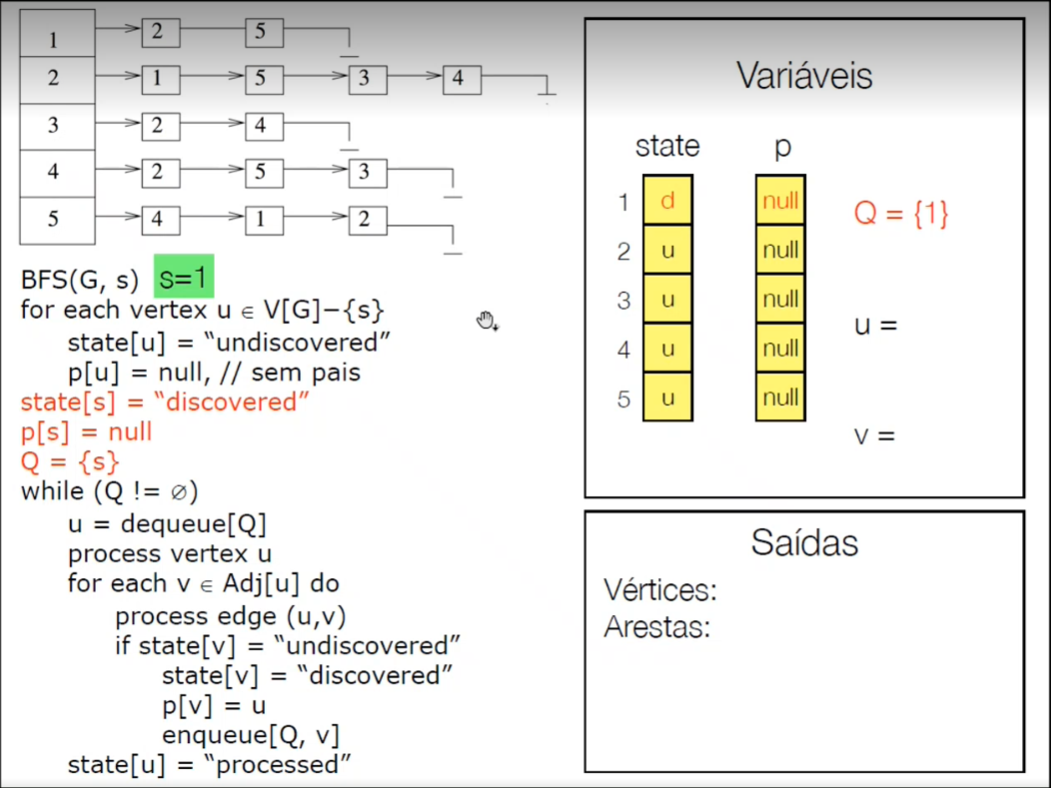 1 2 5
2 1 5 3 4
3 2 4
4 2 5 3
5 4 1 2
BFS(G, s) s=1
for each vertex u ∈ V[G]−{s}
state[u] = “undiscovered”
p[u] = null, // sem pais
state[s] = “discovered”
p[s] = null
Q = {s}
while (Q != ∅)
u = dequeue[Q]
process vertex u
for each v ∈ Adj[u] do
process edge (u,v)
if state[v] = “undiscovered”
state[v] = “discovered”
p[v] = u
enqueue[Q, v]
state[u] = “processed”
Variáveis
state p
1 d null
2 u null
3 u null
4 u null
5 u null
Q = {1}
u =
v =
Saídas
Vértices:
Arestas: